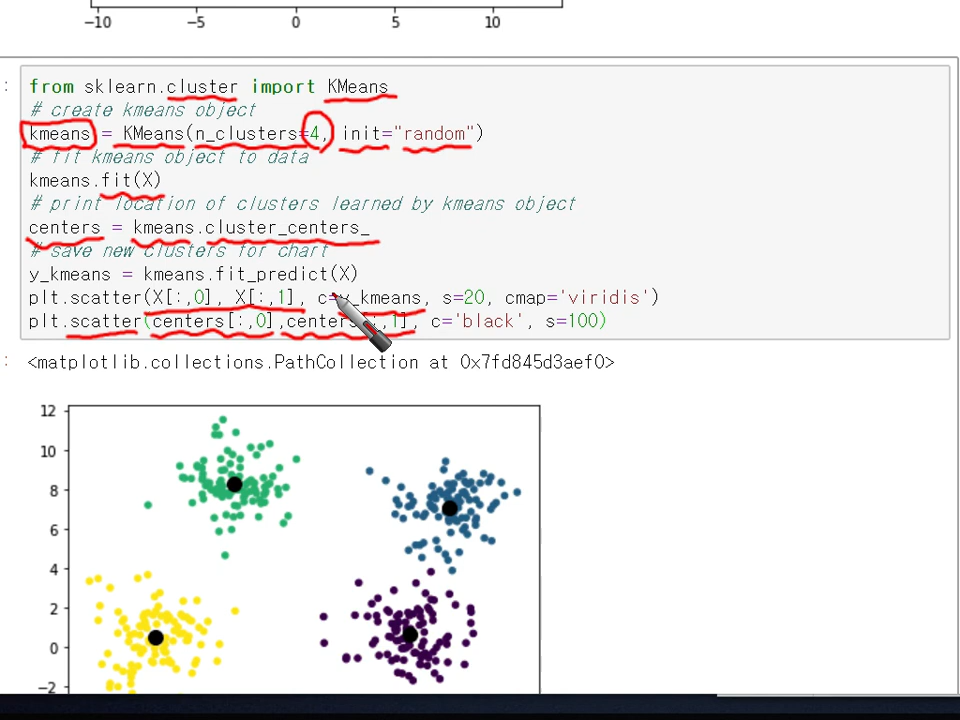 −10 −5 0 5 10
: from sklearn.cluster import KMeans
# create kmeans object
kmeans = KMeans(n_clusters=4, init="random")
# fit kmeans object to data
kmeans.fit(X)
# print location of clusters learned by kmeans object
centers = kmeans.cluster_centers_
# save new clusters for chart
y_kmeans = kmeans.fit_predict(X)
plt.scatter(X[:,0], X[:,1], c=y_kmeans, s=20, cmap='viridis')
plt.scatter(centers[:,0],centers[:,1], c='black', s=100)
: <matplotlib.collections.PathCollection at 0x7fd845d3aef0>
12
10
8
6
4
2
0
−2